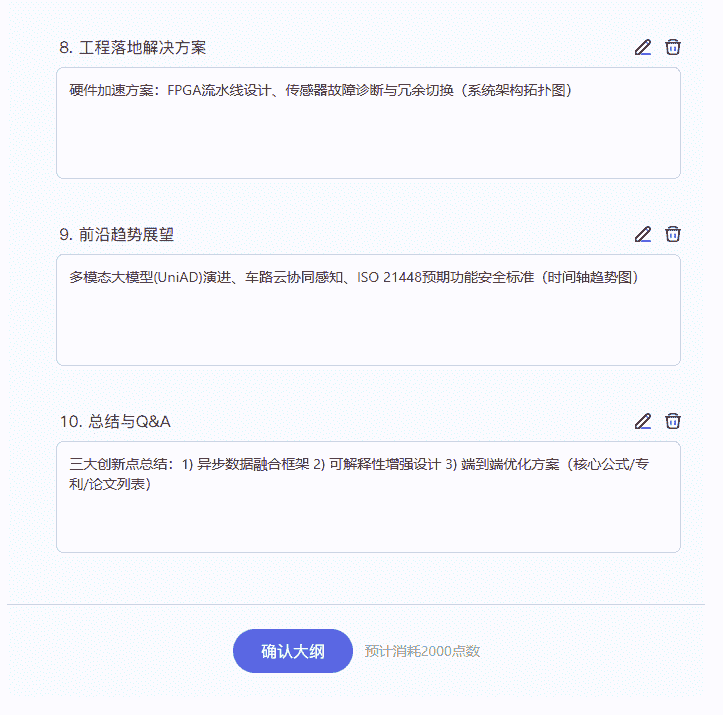 8. 工程落地解决方案
硬件加速方案：FPGA流水线设计、传感器故障诊断与冗余切换（系统架构拓扑图）
9. 前沿趋势展望
多模态大模型(UniAD)演进、车路云协同感知、ISO 21448预期功能安全标准（时间轴趋势图）
10. 总结与Q&A
三大创新点总结：1) 异步数据融合框架 2) 可解释性增强设计 3) 端到端优化方案（核心公式/专
利/论文列表）
确认大纲 预计消耗2000点数